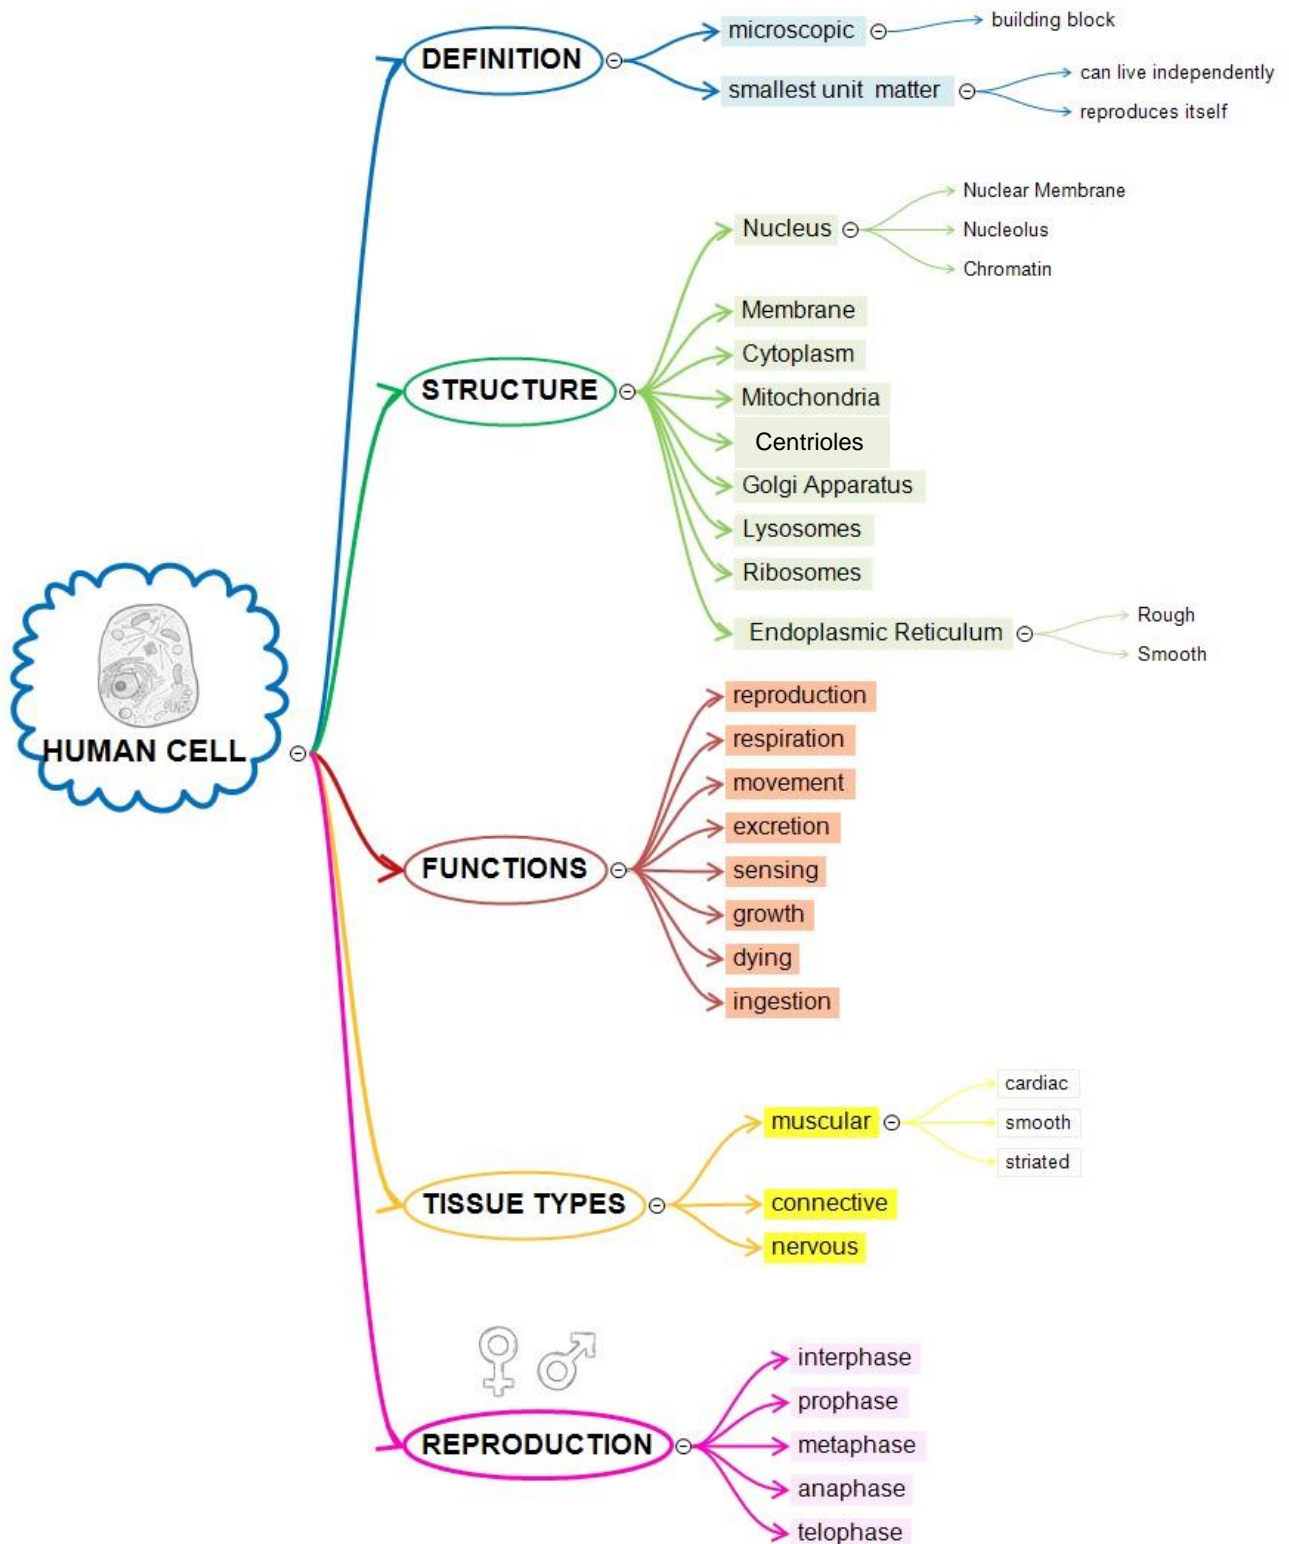 DEFINITION
microscopic
building block
smallest unit matter
can live independently
reproduces itself
STRUCTURE
Nucleus
Nuclear Membrane
Nucleolus
Chromatin
Membrane
Cytoplasm
Mitochondria
Centrioles
Golgi Apparatus
Lysosomes
Ribosomes
Endoplasmic Reticulum
Rough
Smooth
HUMAN CELL
FUNCTIONS
reproduction
respiration
movement
excretion
sensing
growth
dying
ingestion
TISSUE TYPES
muscular
cardiac
smooth
striated
connective
nervous
REPRODUCTION
interphase
prophase
metaphase
anaphase
telophase